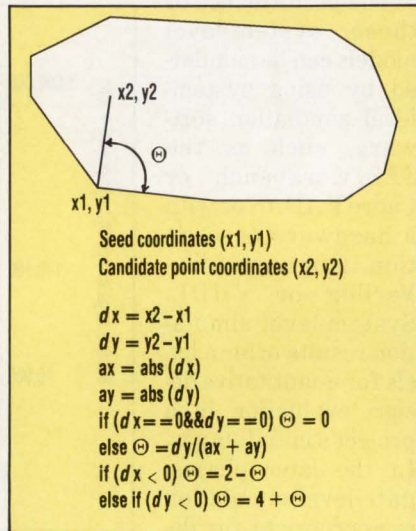 x2, y2
Θ
x1, y1
Seed coordinates (x1, y1)
Candidate point coordinates (x2, y2)
dx = x2 – x1
dy = y2 – y1
ax = abs (dx)
ay = abs (dy)
if (dx==0&&dy==0) Θ = 0
else Θ = dy/(ax + ay)
if (dx < 0) Θ = 2 – Θ
else if (dy < 0) Θ = 4 + Θ